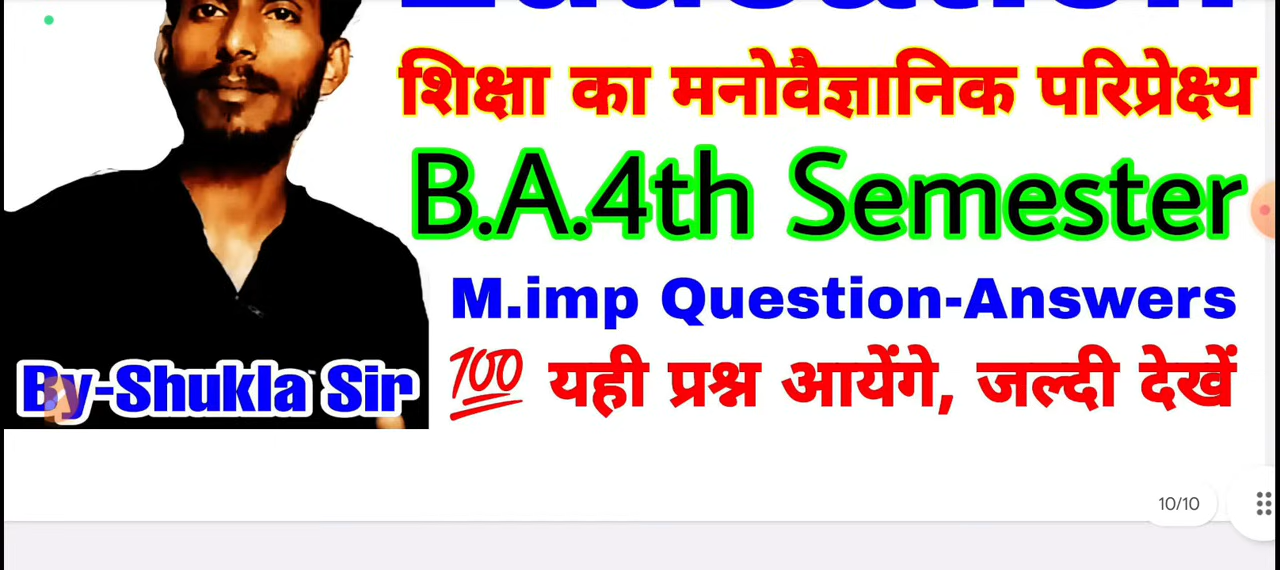 शिक्षा का मनोवैज्ञानिक परिप्रेक्ष्य
B.A.4th Semester
M.imp Question-Answers
By-Shukla Sir
💯 यही प्रश्न आयेंगे, जल्दी देखें
10/10